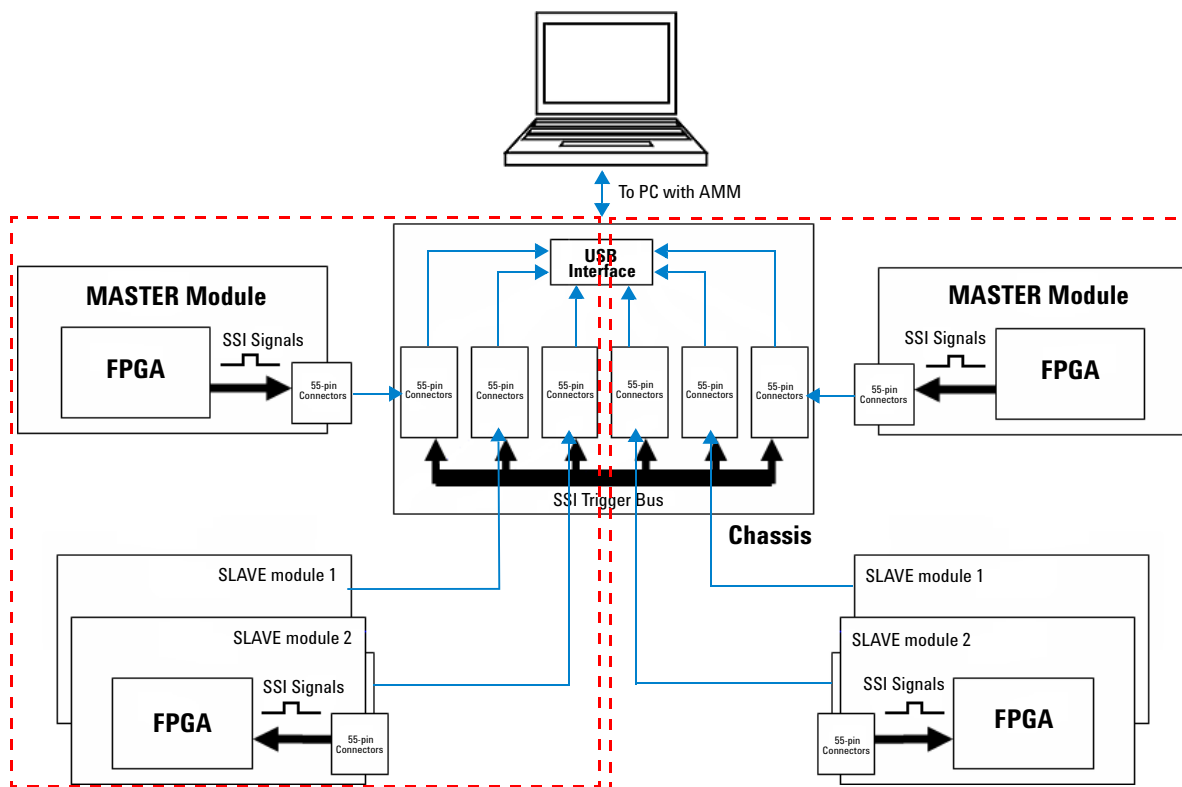 To PC with AMM
USB
Interface
MASTER Module
SSI Signals
FPGA
55-pin
Connectors
55-pin
Connectors
55-pin
Connectors
55-pin
Connectors
55-pin
Connectors
55-pin
Connectors
55-pin
Connectors
MASTER Module
SSI Signals
FPGA
55-pin
Connectors
SSI Trigger Bus
Chassis
SLAVE module 1
SLAVE module 2
SSI Signals
FPGA
55-pin
Connectors
SLAVE module 1
SLAVE module 2
SSI Signals
FPGA
55-pin
Connectors